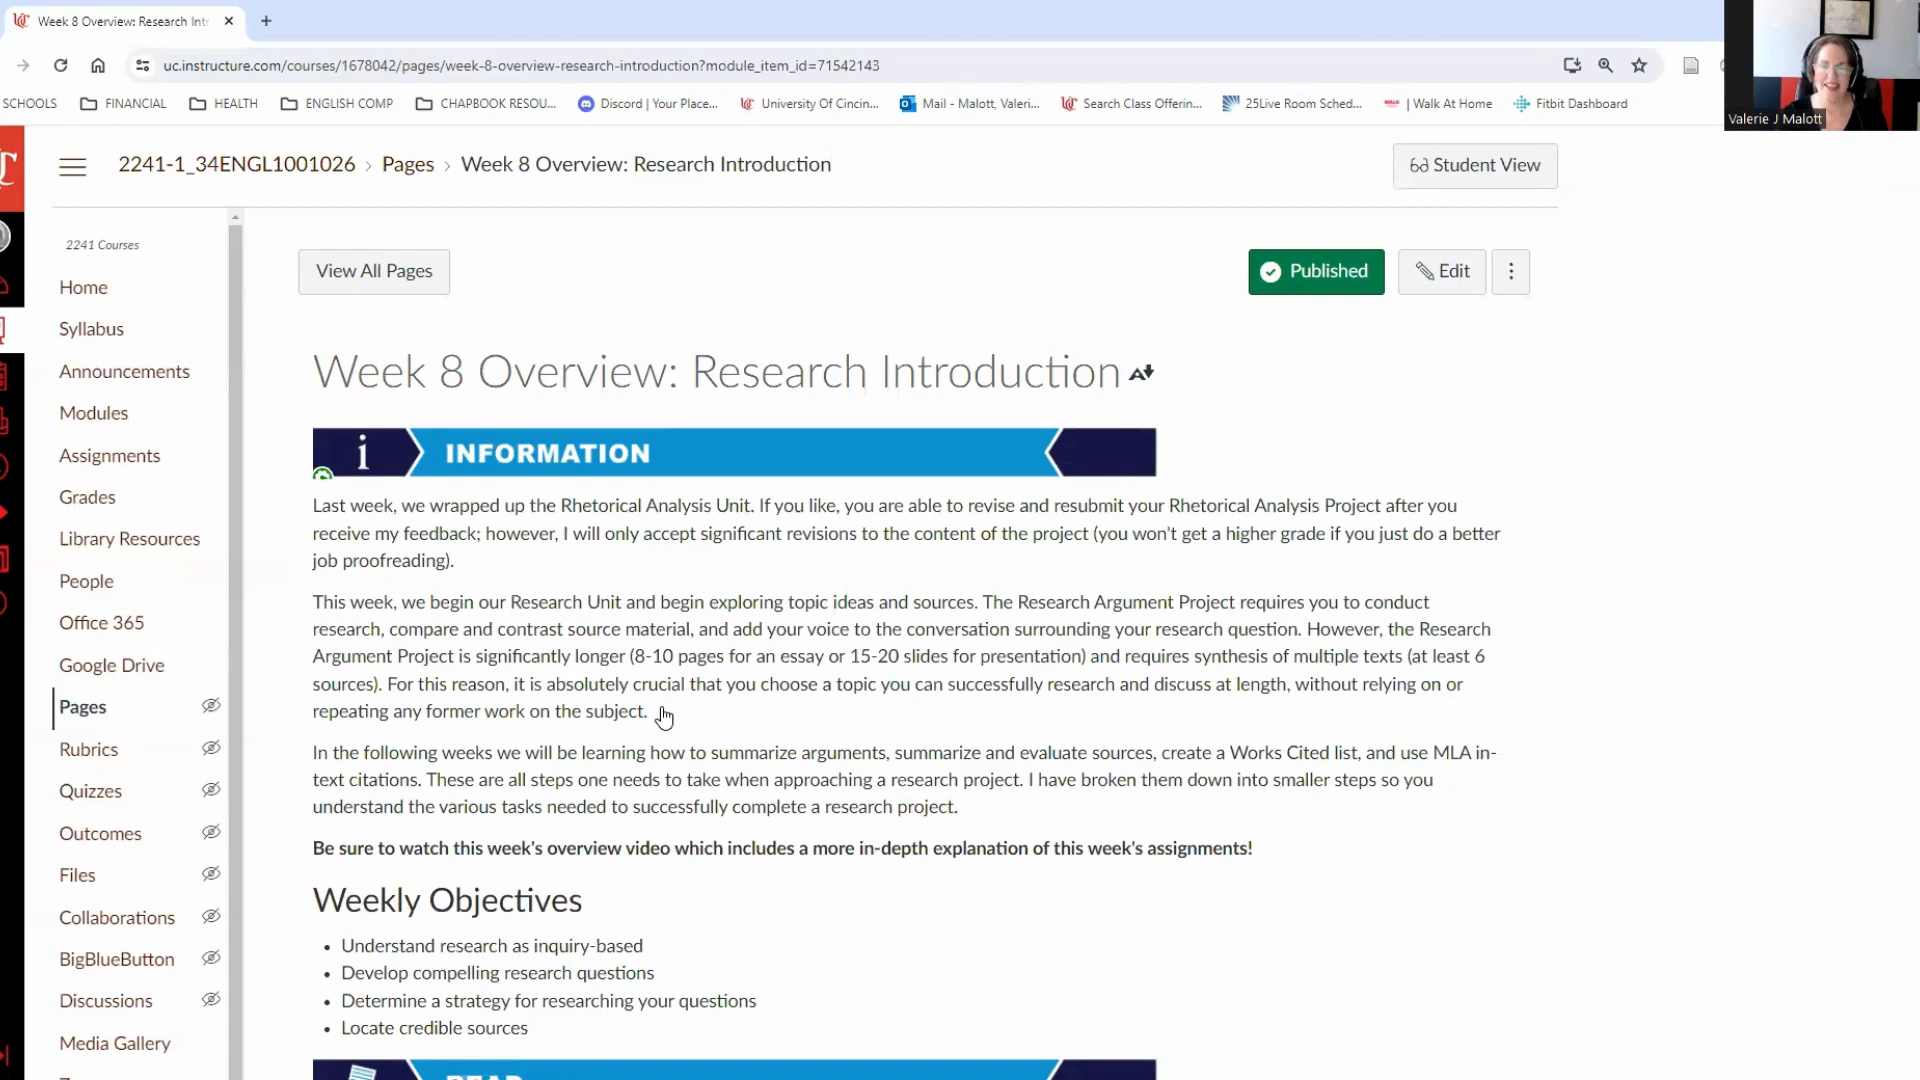 Week 8 Overview: Research Int
uc.instructure.com/courses/1678042/pages/week-8-overview-research-introduction?module_item_id=71542143
SCHOOLS
FINANCIAL
HEALTH
ENGLISH COMP
CHAPBOOK RESOU...
Discord | Your Place...
University Of Cincin...
Mail - Malott, Valeri...
Search Class Offerin...
25Live Room Sched...
| Walk At Home
Fitbit Dashboard
Valerie J Malott
2241-1_34ENGL1001026 › Pages › Week 8 Overview: Research Introduction
Student View
2241 Courses
Home
Syllabus
Announcements
Modules
Assignments
Grades
Library Resources
People
Office 365
Google Drive
Pages
Rubrics
Quizzes
Outcomes
Files
Collaborations
BigBlueButton
Discussions
Media Gallery
View All Pages
Published
Edit
Week 8 Overview: Research Introduction
i INFORMATION
Last week, we wrapped up the Rhetorical Analysis Unit. If you like, you are able to revise and resubmit your Rhetorical Analysis Project after you
receive my feedback; however, I will only accept significant revisions to the content of the project (you won't get a higher grade if you just do a better
job proofreading).
This week, we begin our Research Unit and begin exploring topic ideas and sources. The Research Argument Project requires you to conduct
research, compare and contrast source material, and add your voice to the conversation surrounding your research question. However, the Research
Argument Project is significantly longer (8-10 pages for an essay or 15-20 slides for presentation) and requires synthesis of multiple texts (at least 6
sources). For this reason, it is absolutely crucial that you choose a topic you can successfully research and discuss at length, without relying on or
repeating any former work on the subject.
In the following weeks we will be learning how to summarize arguments, summarize and evaluate sources, create a Works Cited list, and use MLA in-
text citations. These are all steps one needs to take when approaching a research project. I have broken them down into smaller steps so you
understand the various tasks needed to successfully complete a research project.
Be sure to watch this week's overview video which includes a more in-depth explanation of this week's assignments!
Weekly Objectives
• Understand research as inquiry-based
• Develop compelling research questions
• Determine a strategy for researching your questions
• Locate credible sources
READ